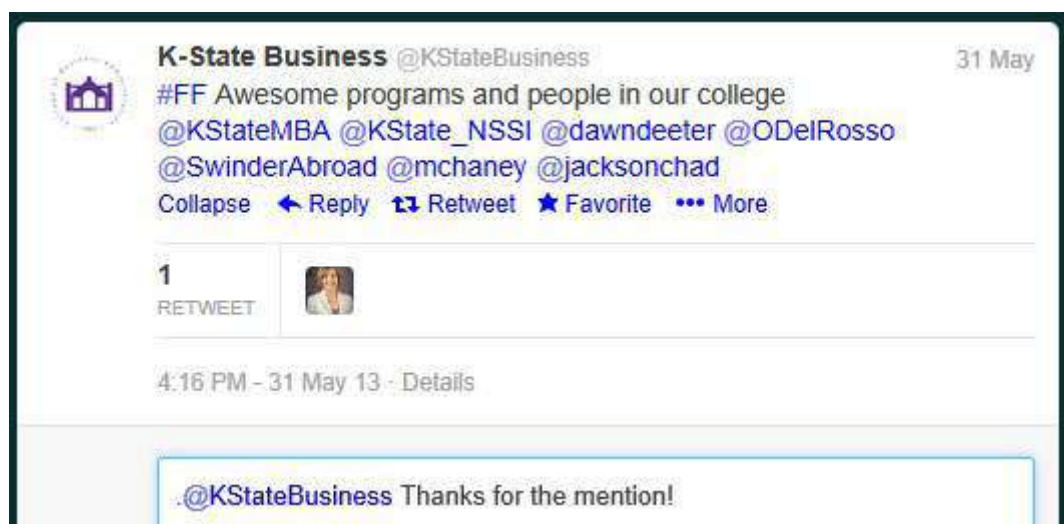 K-State Business @KStateBusiness 31 May
#FF Awesome programs and people in our college
@KStateMBA @KState_NSSI @dawndeeter @ODelRosso
@SwinderAbroad @mchaney @jacksonchad
Collapse Reply Retweet Favorite More
1
RETWEET
4:16 PM - 31 May 13 · Details
.@KStateBusiness Thanks for the mention!